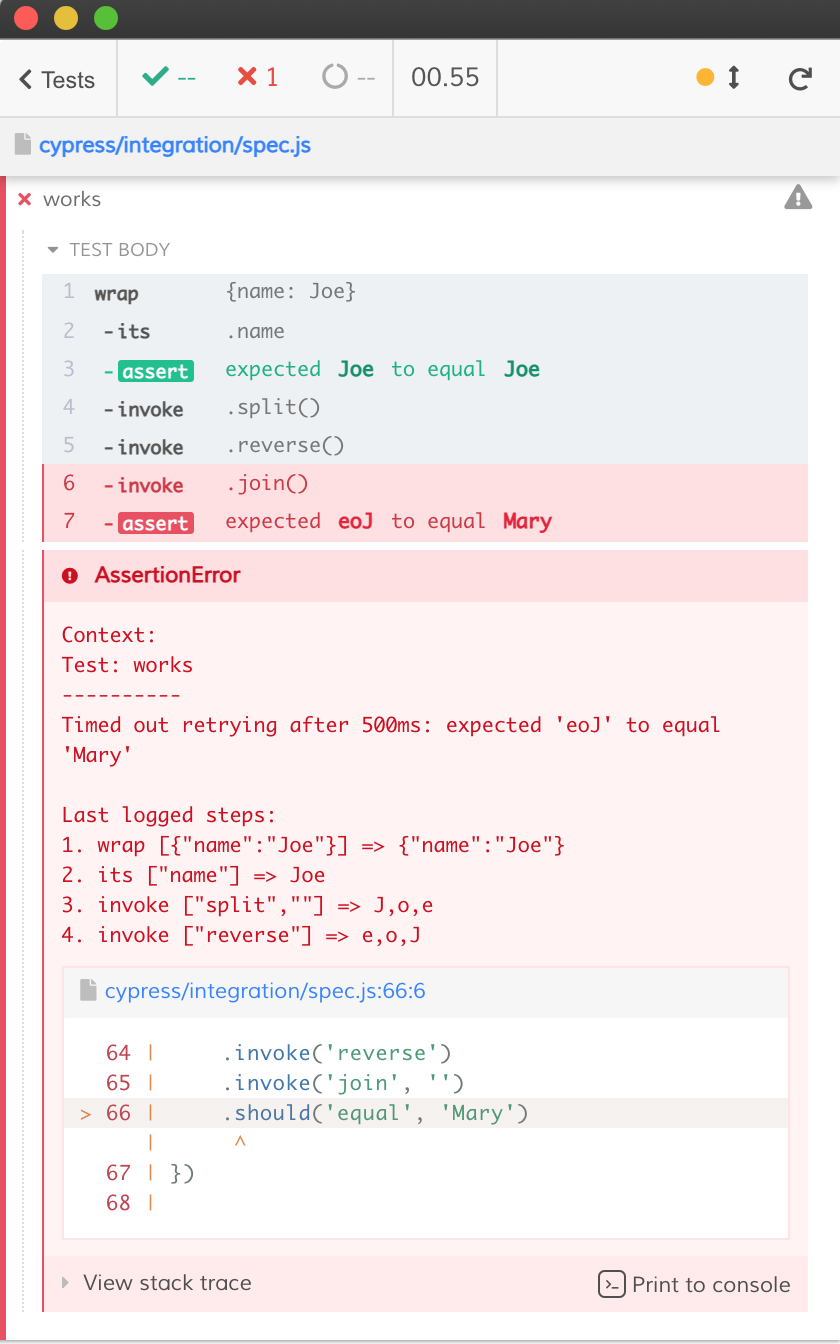 Tests -- 1 -- 00.55
cypress/integration/spec.js
works
TEST BODY
1 wrap {name: Joe}
2 -its .name
3 -assert expected Joe to equal Joe
4 -invoke .split()
5 -invoke .reverse()
6 -invoke .join()
7 -assert expected eoJ to equal Mary
AssertionError
Context:
Test: works
----------
Timed out retrying after 500ms: expected 'eoJ' to equal
'Mary'
Last logged steps:
1. wrap [{"name":"Joe"}] => {"name":"Joe"}
2. its ["name"] => Joe
3. invoke ["split",""] => J,o,e
4. invoke ["reverse"] => e,o,J
cypress/integration/spec.js:66:6
64 | .invoke('reverse')
65 | .invoke('join', '')
> 66 | .should('equal', 'Mary')
| ^
67 | })
68 |
View stack trace Print to console